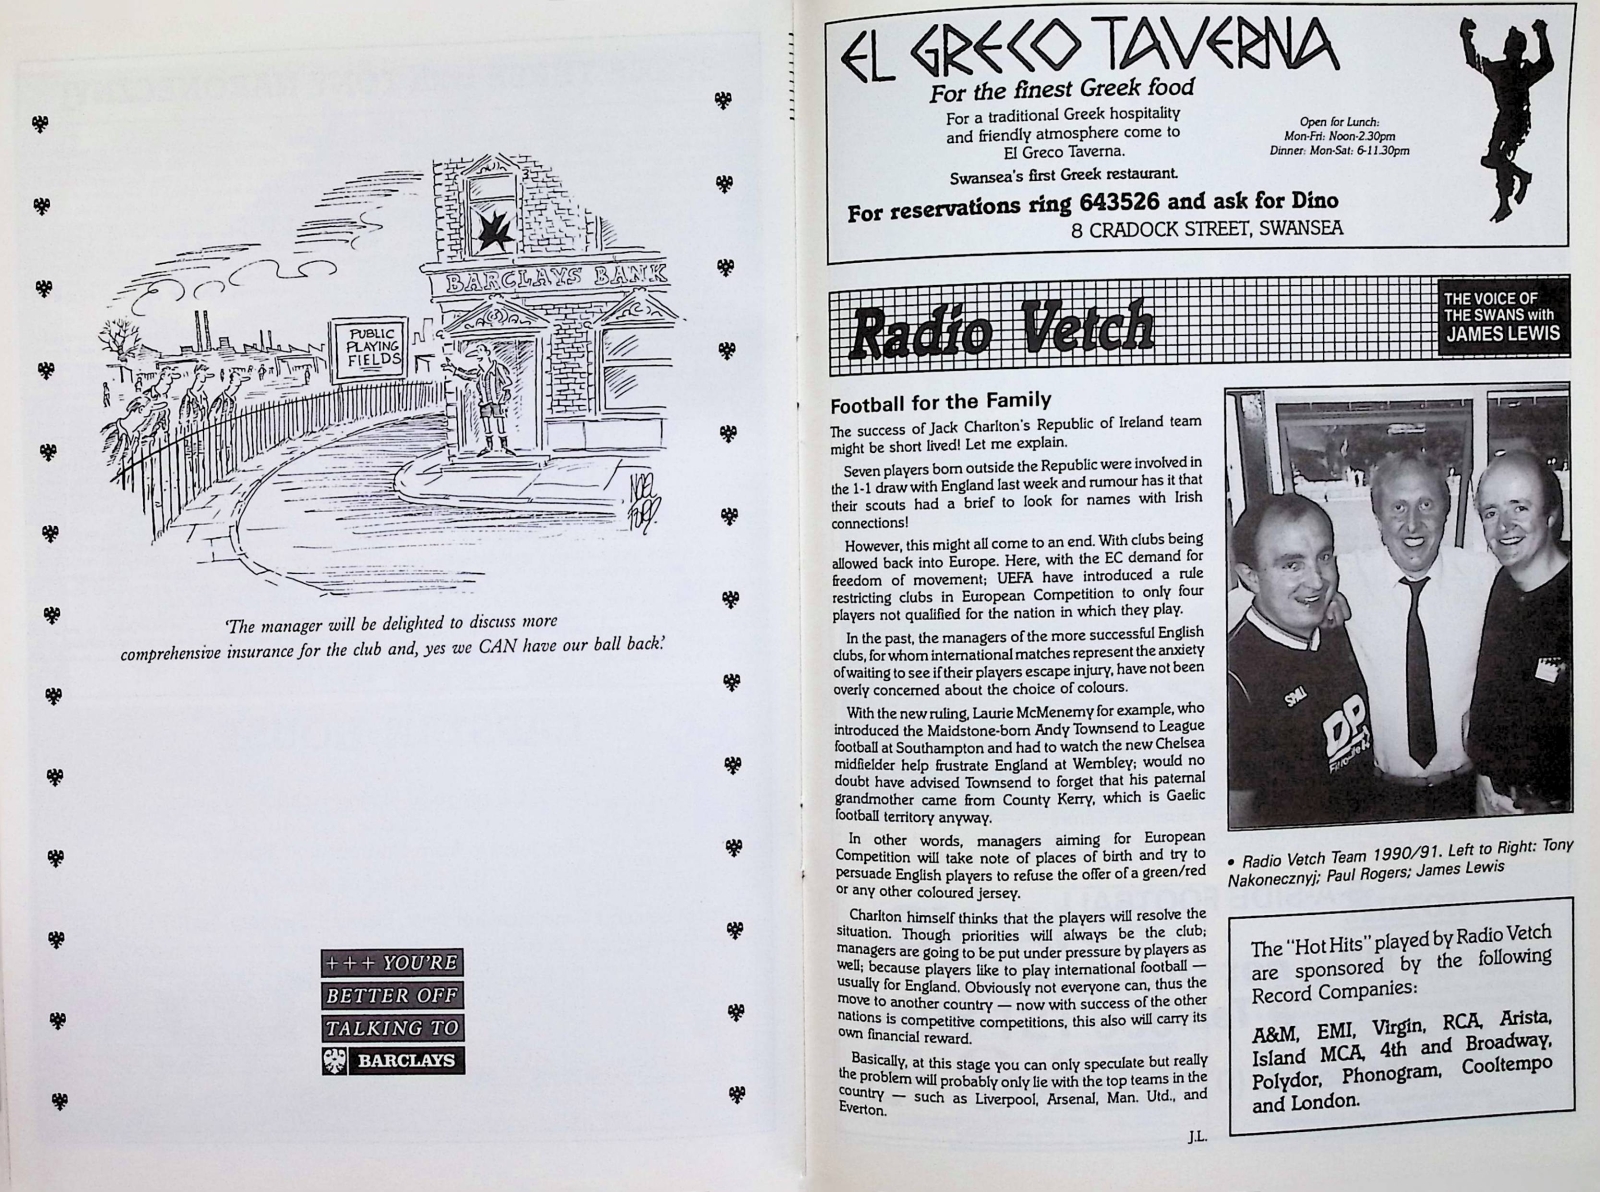 BARCLAYS BANK
PUBLIC
PLAYING
FIELDS
NOEL
FORD.
'The manager will be delighted to discuss more
comprehensive insurance for the club and, yes we CAN have our ball back.'
+++ YOU'RE
BETTER OFF
TALKING TO
BARCLAYS
EL GRECO TAVERNA
For the finest Greek food
For a traditional Greek hospitality
and friendly atmosphere come to
El Greco Taverna.
Swansea's first Greek restaurant.
Open for Lunch:
Mon-Fri: Noon-2.30pm
Dinner: Mon-Sat: 6-11.30pm
For reservations ring 643526 and ask for Dino
8 CRADOCK STREET, SWANSEA
Radio Vetch
THE VOICE OF
THE SWANS with
JAMES LEWIS
Football for the Family
The success of Jack Charlton's Republic of Ireland team
might be short lived! Let me explain.
Seven players born outside the Republic were involved in
the 1-1 draw with England last week and rumour has it that
their scouts had a brief to look for names with Irish
connections!
However, this might all come to an end. With clubs being
allowed back into Europe. Here, with the EC demand for
freedom of movement; UEFA have introduced a rule
restricting clubs in European Competition to only four
players not qualified for the nation in which they play.
In the past, the managers of the more successful English
clubs, for whom international matches represent the anxiety
of waiting to see if their players escape injury, have not been
overly concerned about the choice of colours.
With the new ruling, Laurie McMenemy for example, who
introduced the Maidstone-born Andy Townsend to League
football at Southampton and had to watch the new Chelsea
midfielder help frustrate England at Wembley; would no
doubt have advised Townsend to forget that his paternal
grandmother came from County Kerry, which is Gaelic
football territory anyway.
In other words, managers aiming for European
Competition will take note of places of birth and try to
persuade English players to refuse the offer of a green/red
or any other coloured jersey.
Charlton himself thinks that the players will resolve the
situation. Though priorities will always be the club;
managers are going to be put under pressure by players as
well; because players like to play international football —
usually for England. Obviously not everyone can, thus the
move to another country — now with success of the other
nations is competitive competitions, this also will carry its
own financial reward.
Basically, at this stage you can only speculate but really
the problem will probably only lie with the top teams in the
country — such as Liverpool, Arsenal, Man. Utd., and
Everton.
J.L.
DP
• Radio Vetch Team 1990/91. Left to Right: Tony
Nakonecznyj; Paul Rogers; James Lewis
The "Hot Hits" played by Radio Vetch
are sponsored by the following
Record Companies:
A&M, EMI, Virgin, RCA, Arista,
Island MCA, 4th and Broadway,
Polydor, Phonogram, Cooltempo
and London.